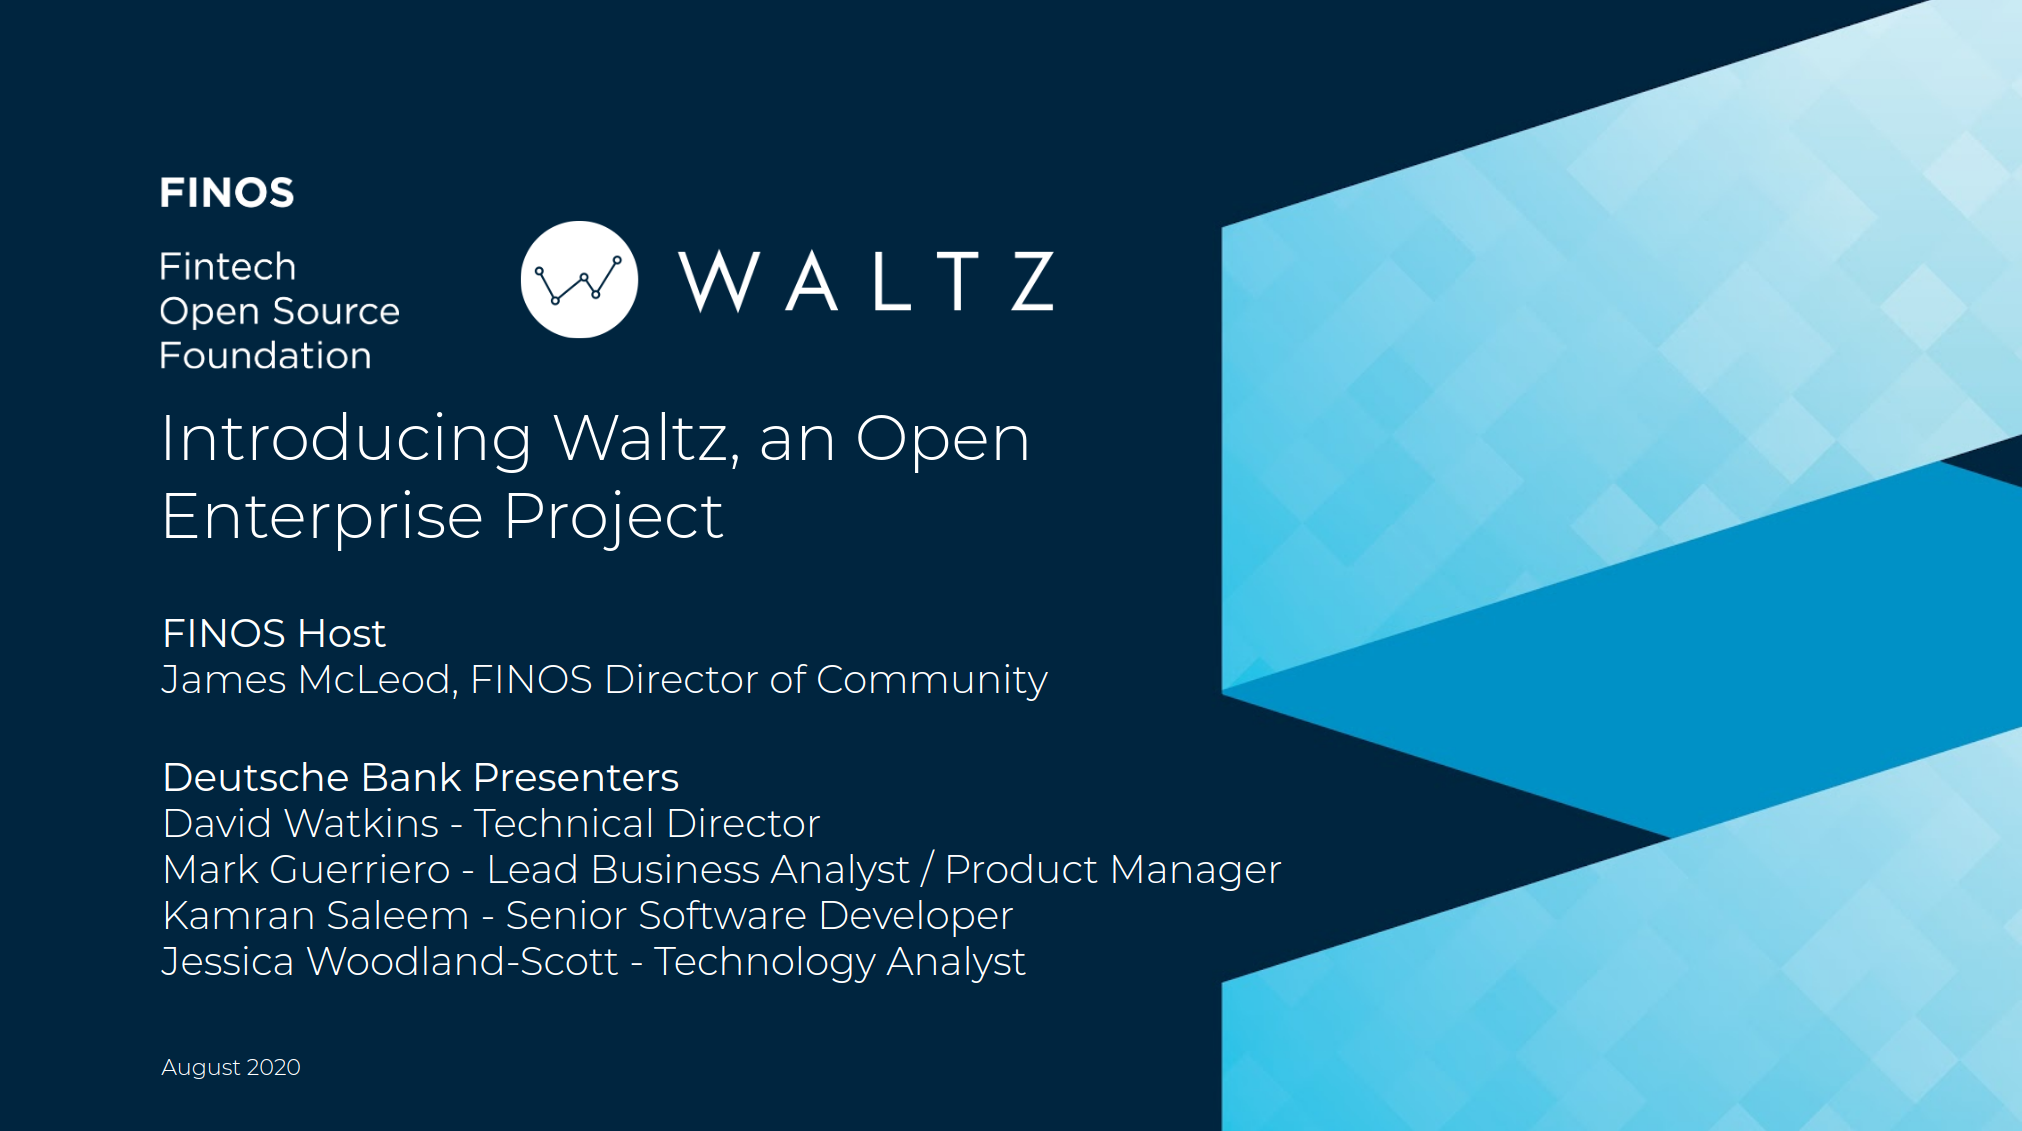 FINOS
Fintech
Open Source
Foundation
WALTZ
Introducing Waltz, an Open
Enterprise Project
FINOS Host
James McLeod, FINOS Director of Community
Deutsche Bank Presenters
David Watkins - Technical Director
Mark Guerriero - Lead Business Analyst / Product Manager
Kamran Saleem - Senior Software Developer
Jessica Woodland-Scott - Technology Analyst
August 2020